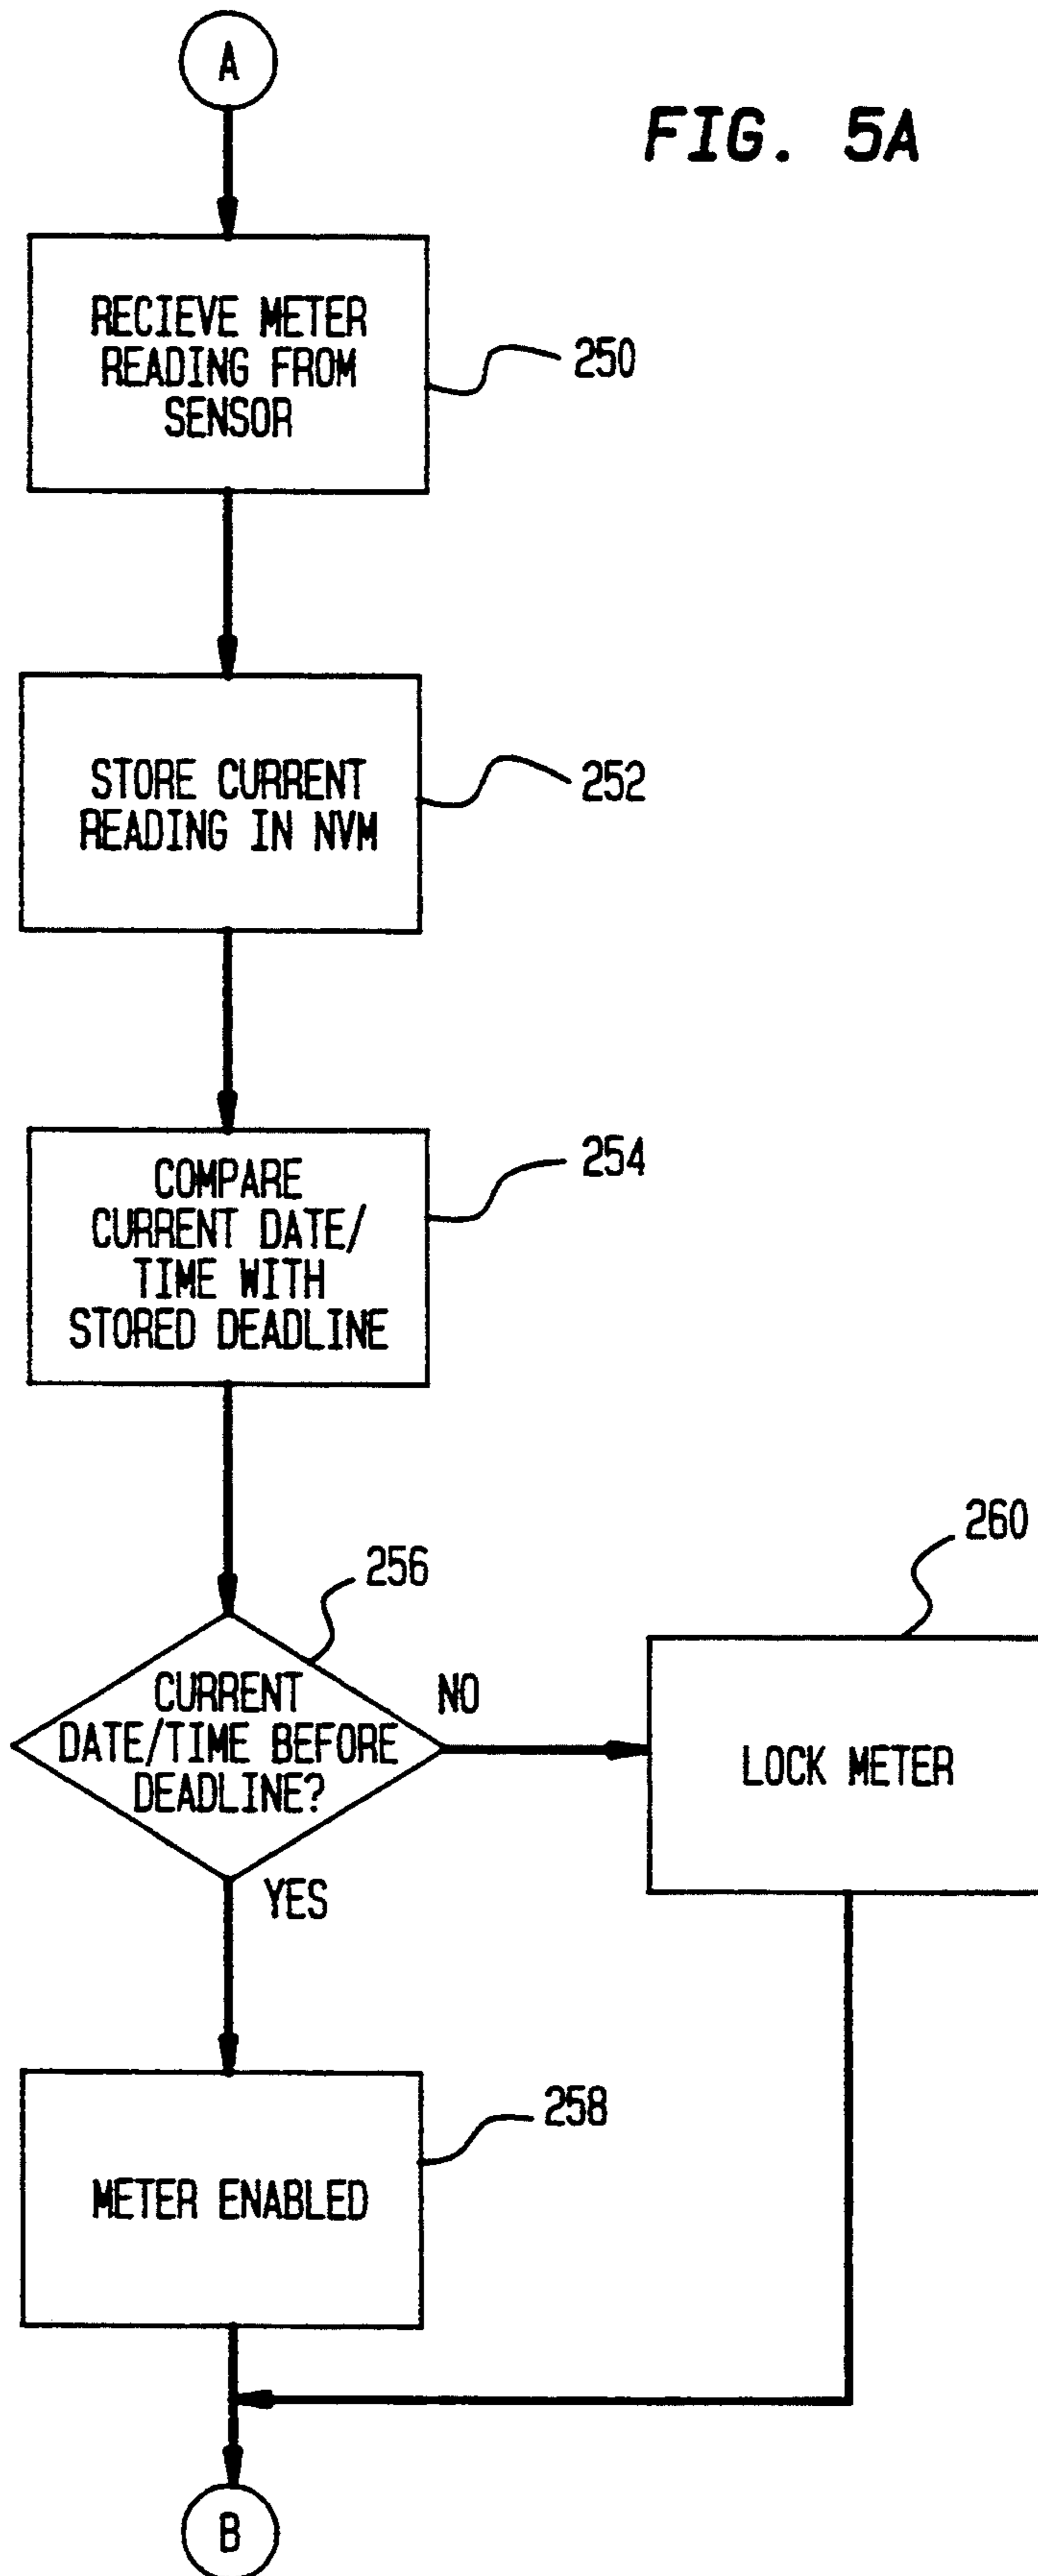 A
FIG. 5A
RECIEVE METER
READING FROM
SENSOR
250
STORE CURRENT
READING IN NVM
252
COMPARE
CURRENT DATE/
TIME WITH
STORED DEADLINE
254
256
260
CURRENT
DATE/TIME BEFORE
DEADLINE?
NO
LOCK METER
YES
METER ENABLED
258
B